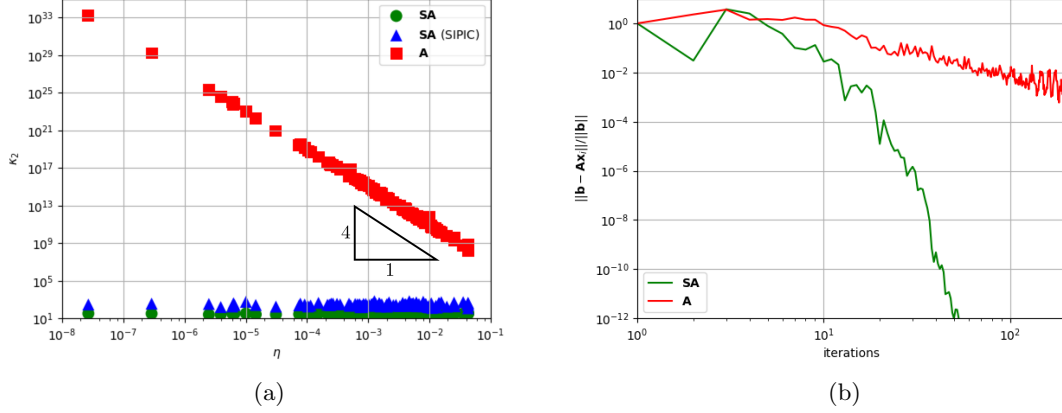 10^33
10^29
10^25
10^21
10^17
10^13
10^9
10^5
10^1
κ₂
SA
SA (SIPIC)
A
4
1
10^−8
10^−7
10^−6
10^−5
10^−4
10^−3
10^−2
10^−1
η
(a)
10^0
10^−2
10^−4
10^−6
10^−8
10^−10
10^−12
||b − Ax_i||/||b||
SA
A
10^0
10^1
10^2
iterations
(b)